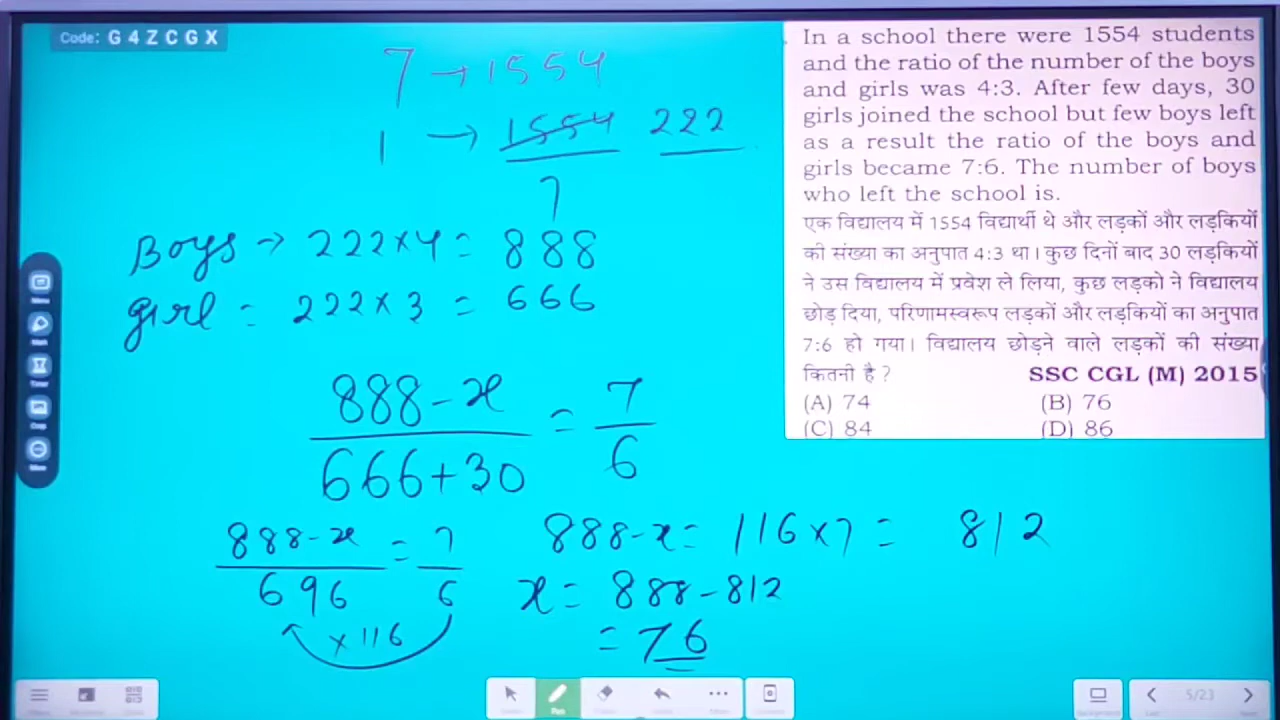 Code: G 4 Z C G X
7 → 1554
1 → 1554/7 222
Boys → 222×4 = 888
girl = 222×3 = 666
888-x/666+30 = 7/6
888-x/696 = 7/6
×116
888-x = 116×7 = 812
x = 888-812
= 76
In a school there were 1554 students
and the ratio of the number of the boys
and girls was 4:3. After few days, 30
girls joined the school but few boys left
as a result the ratio of the boys and
girls became 7:6. The number of boys
who left the school is.
एक विद्यालय में 1554 विद्यार्थी थे और लड़कों और लड़कियों
की संख्या का अनुपात 4:3 था। कुछ दिनों बाद 30 लड़कियों
ने उस विद्यालय में प्रवेश ले लिया, कुछ लड़को ने विद्यालय
छोड़ दिया, परिणामस्वरूप लड़कों और लड़कियों का अनुपात
7:6 हो गया। विद्यालय छोड़ने वाले लड़कों की संख्या
कितनी है ? SSC CGL (M) 2015
(A) 74 (B) 76
(C) 84 (D) 86
5/23